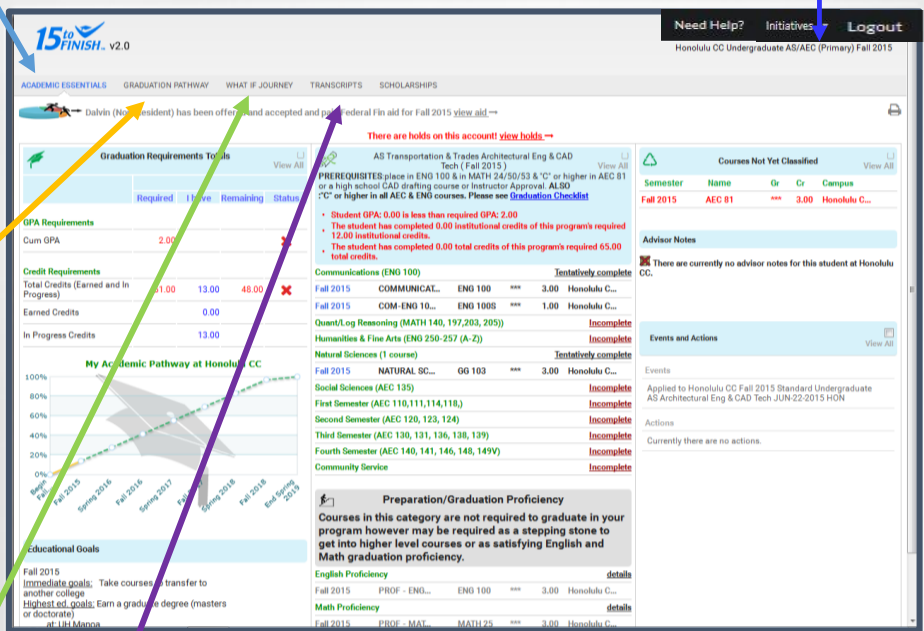 15 to FINISH v2.0
Need Help? Initiatives Logout
Honolulu CC Undergraduate AS/AEC (Primary) Fall 2015
ACADEMIC ESSENTIALS GRADUATION PATHWAY WHAT IF JOURNEY TRANSCRIPTS SCHOLARSHIPS
Dalvin has been and accepted and Federal Fin aid for Fall 2015 view aid
There are holds on this account! view holds
Graduation Requirements Totals
View All
Required I have Remaining Status
GPA Requirements
Cum GPA 2.00
Credit Requirements
Total Credits (Earned and In Progress) 13.00 48.00
Earned Credits 0.00
In Progress Credits 13.00
My Academic Pathway at Honolulu CC
100%
80%
60%
40%
20%
0%
Begin
Fall 2015
Spring 2016
Fall 2016
Spring 2017
Spring 2018
Fall 2018
End Spring 2019
Educational Goals
Fall 2015
Immediate goals: Take courses to transfer to
another college
Highest ed. goals: Earn a graduate degree (masters
or doctorate)
at: UH Manoa
AS Transportation & Trades Architectural Eng & CAD
Tech ( Fall 2015 )
View All
PREREQUISITES:place in ENG 100 & in MATH 24/50/53 & "C" or higher in AEC 81
or a high school CAD drafting course or Instructor Approval. ALSO
:"C" or higher in all AEC & ENG courses. Please see Graduation Checklist
Student GPA: 0.00 is less than required GPA: 2.00
The student has completed 0.00 institutional credits of this program's required
12.00 institutional credits.
The student has completed 0.00 total credits of this program's required 65.00
total credits.
Communications (ENG 100) Tentatively complete
Fall 2015 COMMUNICAT... ENG 100 *** 3.00 Honolulu C...
Fall 2015 COM-ENG 10... ENG 100S *** 1.00 Honolulu C...
Quant/Log Reasoning (MATH 140, 197,203, 205)) Incomplete
Humanities & Fine Arts (ENG 250-257 (A-Z)) Incomplete
Natural Sciences (1 course) Tentatively complete
Fall 2015 NATURAL SC... GG 103 *** 3.00 Honolulu C...
Social Sciences (AEC 135) Incomplete
First Semester (AEC 110,111,114,118,) Incomplete
Second Semester (AEC 120, 123, 124) Incomplete
Third Semester (AEC 130, 131, 136, 138, 139) Incomplete
Fourth Semester (AEC 140, 141, 146, 148, 149V) Incomplete
Community Service Incomplete
Preparation/Graduation Proficiency
Courses in this category are not required to graduate in your
program however may be required as a stepping stone to
get into higher level courses or as satisfying English and
Math graduation proficiency.
English Proficiency details
Fall 2015 PROF - ENG... ENG 100 *** 3.00 Honolulu C...
Math Proficiency details
Fall 2015 PROF - MAT... MATH 25 *** 3.00 Honolulu C...
Courses Not Yet Classified
View All
Semester Name Gr Cr Campus
Fall 2015 AEC 81 *** 3.00 Honolulu C...
Advisor Notes
There are currently no advisor notes for this student at Honolulu
CC.
Events and Actions
View All
Events
Applied to Honolulu CC Fall 2015 Standard Undergraduate
AS Architectural Eng & CAD Tech JUN-22-2015 HON
Actions
Currently there are no actions.